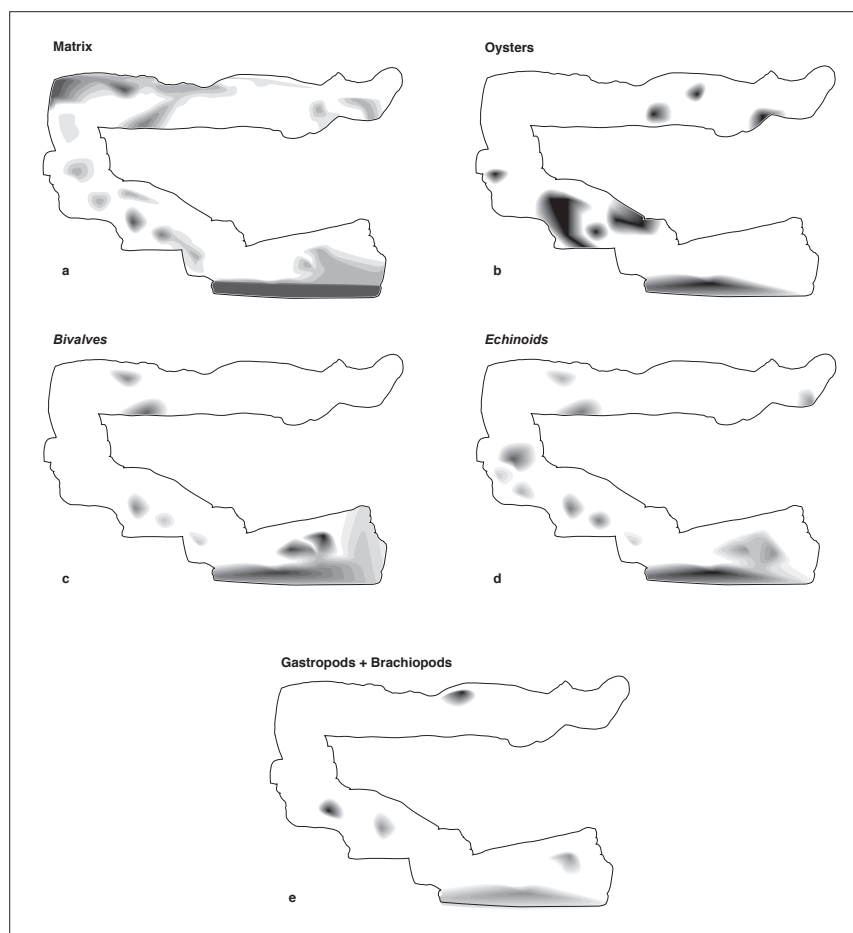 Matrix
Oysters
a
b
Bivalves
Echinoids
c
d
Gastropods + Brachiopods
e